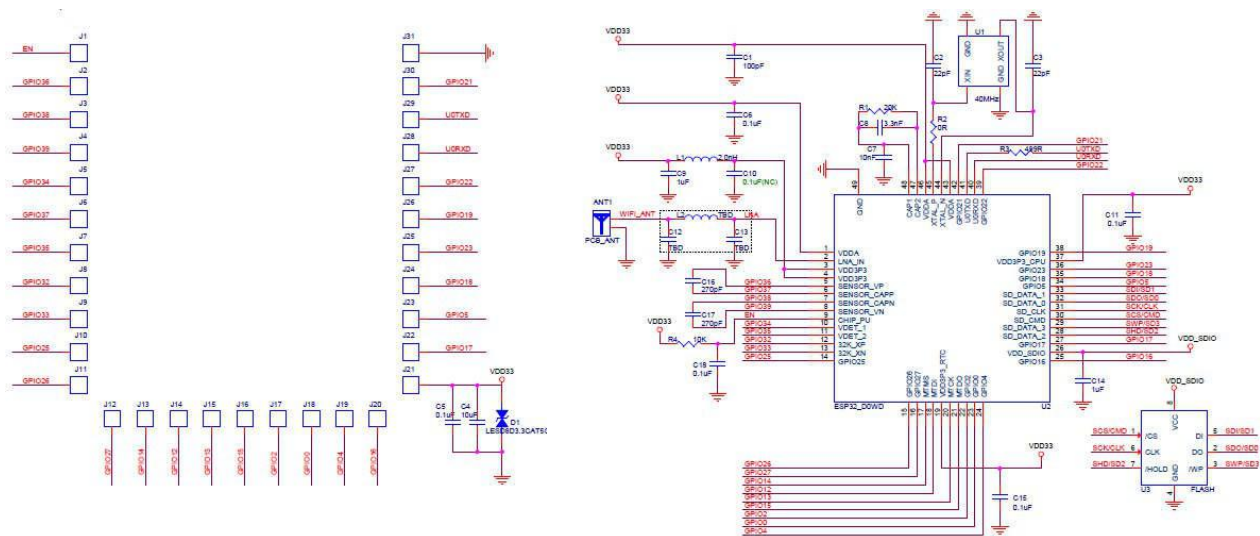 J1
EN
J2
GPIO36
J3
GPIO38
J4
GPIO39
J5
GPIO34
J6
GPIO37
J7
GPIO35
J8
GPIO32
J9
GPIO33
J10
GPIO25
J11
GPIO26
J12
J13
J14
J15
J16
J17
J18
J19
J20
GPIO27
GPIO14
GPIO12
GPIO13
GPIO15
GPIO2
GPIO0
GPIO4
GPIO16
J31
J30
GPIO21
J29
U0TXD
J28
U0RXD
J27
GPIO22
J26
GPIO19
J25
GPIO23
J24
GPIO18
J23
GPIO5
J22
GPIO17
J21
VDD33
C5
0.1uF
C4
10uF
D1
VDD33
C1
100pF
VDD33
C6
0.1uF
VDD33
L1
2.0nH
C9
1uF
C10
0.1uF(NC)
ANT1
PCB_ANT
WIFI_ANT
L2
TBD
LNA
C12
TBD
C13
TBD
C2
22pF
U1
GND
XOUT
XIN
GND
40MHz
C3
22pF
R1
20K
C8
3.3nF
C7
10nF
R2
0R
R3
499R
GPIO21
U0TXD
U0RXD
GPIO22
49
GND
48
47
46
45
44
43
42
41
40
39
CAP1
CAP2
VDDA
XTAL_P
XTAL_N
VDDA
GPIO21
U0TXD
U0RXD
GPIO22
1 VDDA
2 LNA_IN
3 VDD3P3
4 VDD3P3
5 SENSOR_VP
6 SENSOR_CAPP
7 SENSOR_CAPN
8 SENSOR_VN
9 CHIP_PU
10 VDET_1
11 VDET_2
12 32K_XP
13 32K_XN
14 GPIO25
C16
270pF
C17
270pF
GPIO36
GPIO37
GPIO38
GPIO39
EN
GPIO34
GPIO35
GPIO32
GPIO33
GPIO25
VDD33
R4
10K
C18
0.1uF
GPIO19 38 GPIO19
VDD3P3_CPU 37
GPIO23 36 GPIO23
GPIO18 35 GPIO18
GPIO5 34 GPIO5
SD_DATA_1 33 SDI/SD1
SD_DATA_0 32 SDO/SD0
SD_CLK 31 SCK/CLK
SD_CMD 30 SCS/CMD
SD_DATA_3 29 SWP/SD3
SD_DATA_2 28 SHD/SD2
GPIO17 27 GPIO17
VDD_SDIO 26
GPIO16 25 GPIO16
VDD33
C11
0.1uF
VDD_SDIO
C14
1uF
GPIO26
GPIO27
MTMS
MTDI
VDD3P3_RTC
MTCK
MTDO
GPIO2
GPIO0
GPIO4
ESP32_D0WD
U2
15
16
17
18
19
20
21
22
23
24
GPIO26
GPIO27
GPIO14
GPIO12
GPIO13
GPIO15
GPIO2
GPIO0
GPIO4
VDD33
C15
0.1uF
VDD_SDIO
8
VCC
SCS/CMD 1 /CS
SCK/CLK 6 CLK
SHD/SD2 7 /HOLD
DI 5 SDI/SD1
DO 2 SDO/SD0
/WP 3 SWP/SD3
GND
4
U3
FLASH